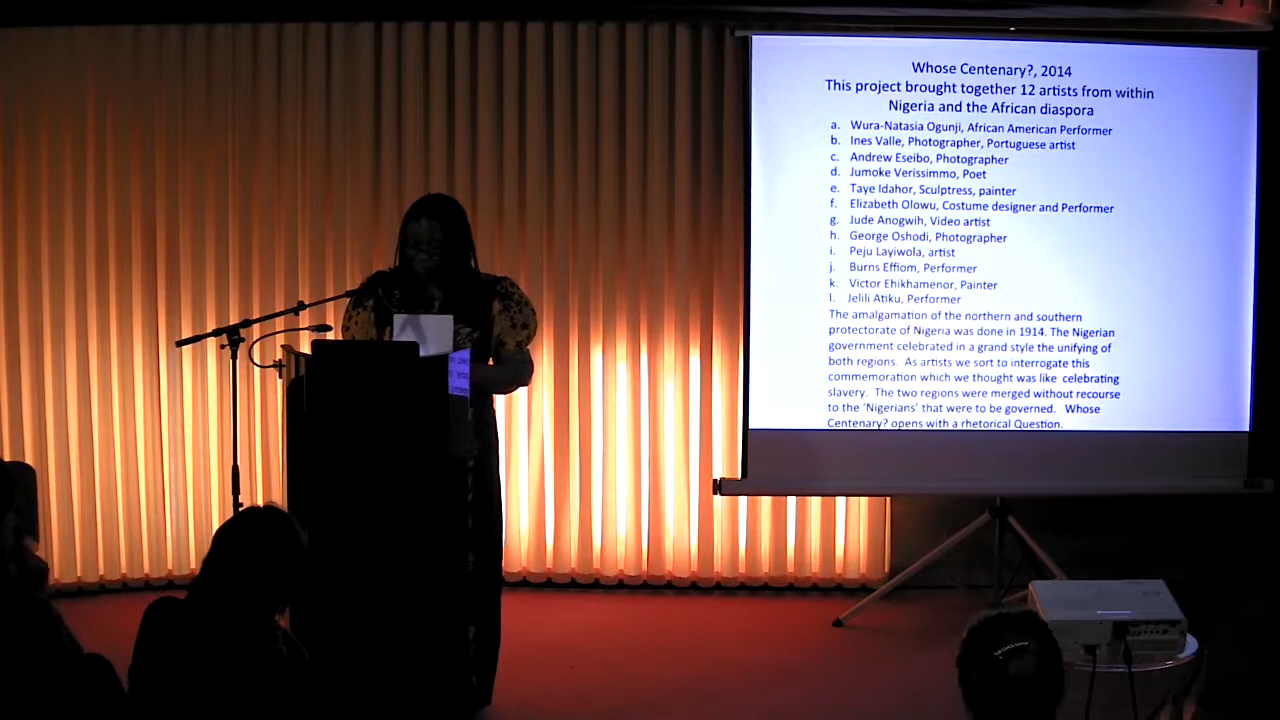 Whose Centenary?, 2014
This project brought together 12 artists from within
Nigeria and the African diaspora
a. Wura-Natasia Ogunji, African American Performer
b. Ines Valle, Photographer, Portuguese artist
c. Andrew Eseibo, Photographer
d. Jumoke Verissimmo, Poet
e. Taye Idahor, Sculptress, painter
f. Elizabeth Olowu, Costume designer and Performer
g. Jude Anogwih, Video artist
h. George Oshodi, Photographer
i. Peju Layiwola, artist
j. Burns Effiom, Performer
k. Victor Ehikhamenor, Painter
l. Jelili Atiku, Performer
The amalgamation of the northern and southern
protectorate of Nigeria was done in 1914. The Nigerian
government celebrated in a grand style the unifying of
both regions. As artists we sort to interrogate this
commemoration which we thought was like celebrating
slavery. The two regions were merged without recourse
to the 'Nigerians' that were to be governed. Whose
Centenary? opens with a rhetorical Question.